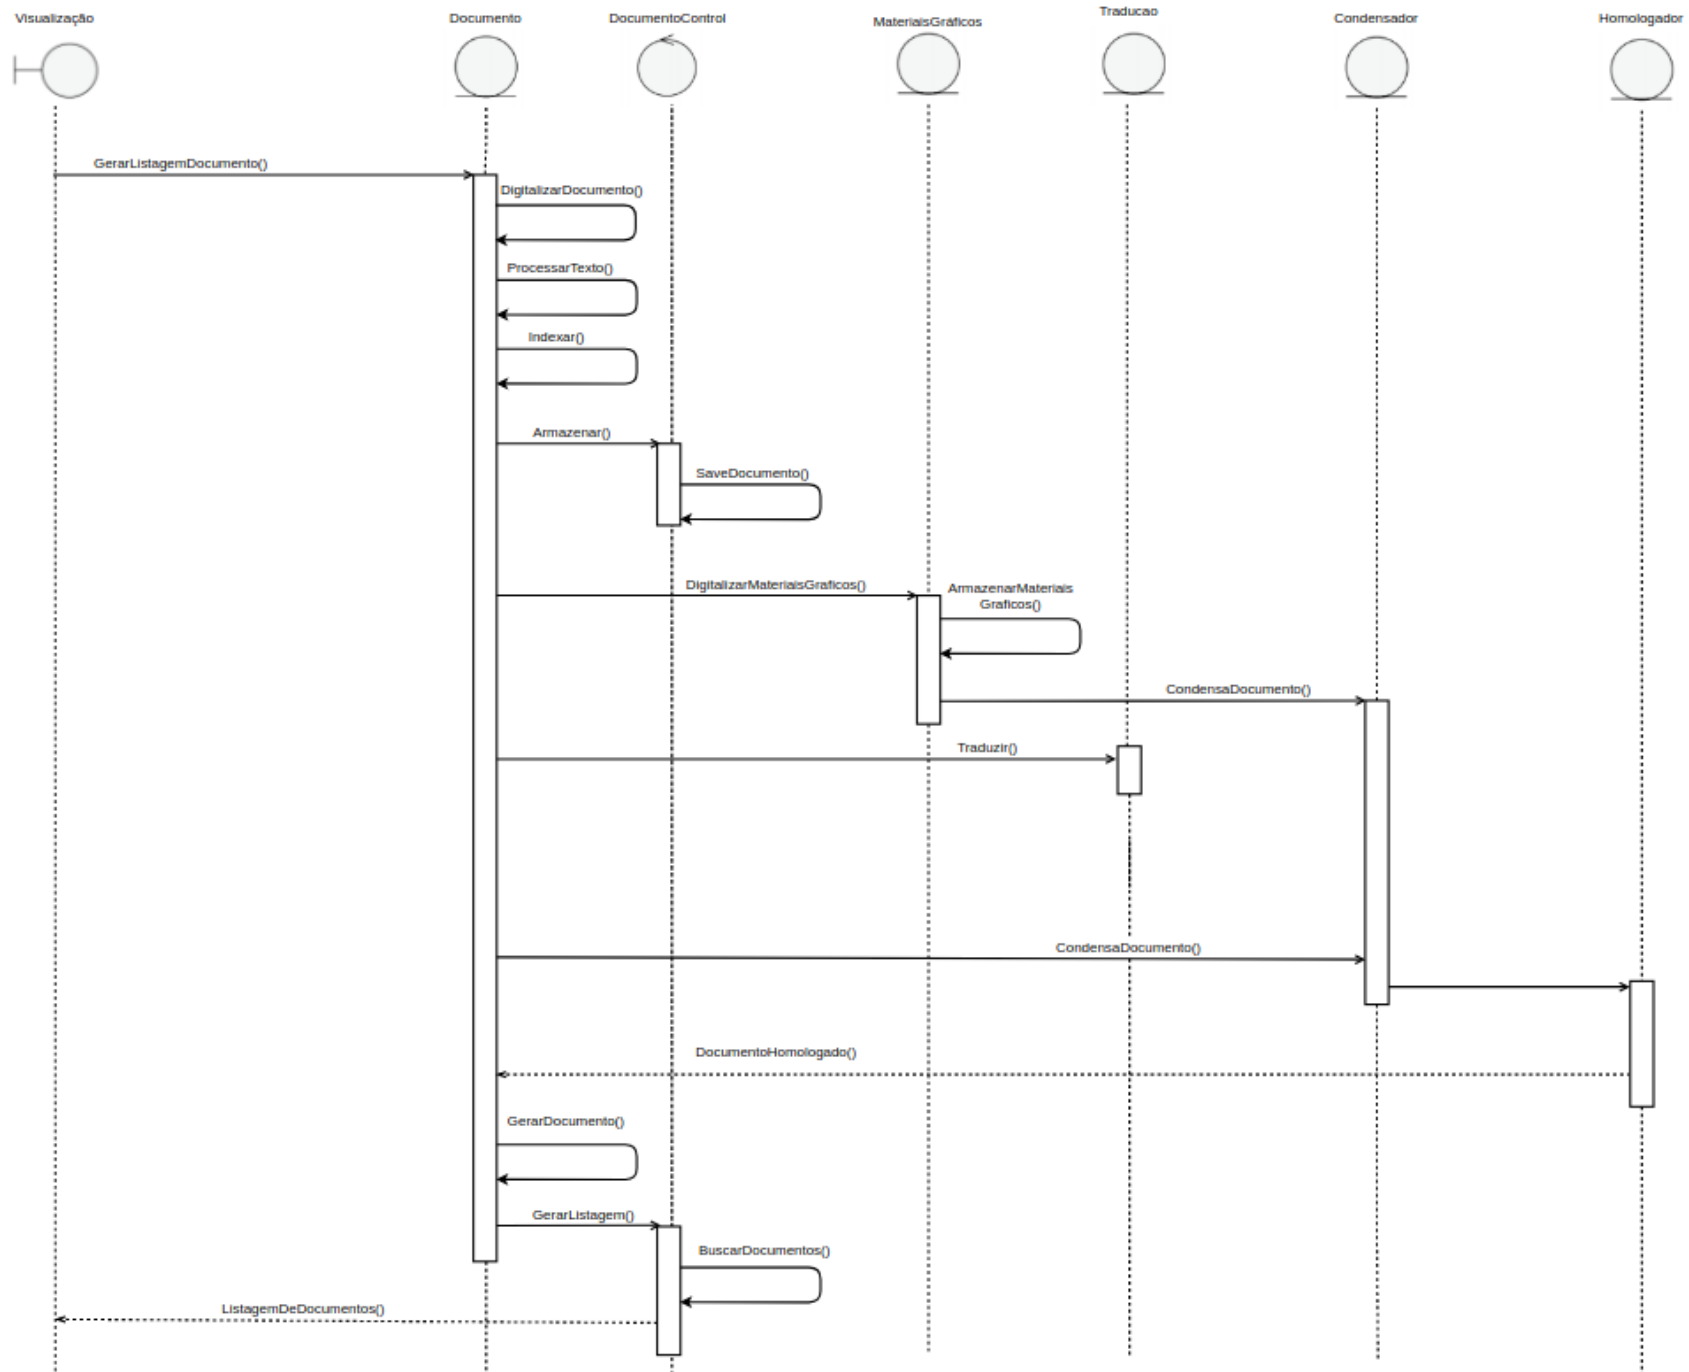 Visualização
Documento
DocumentoControl
MateriaisGráficos
Traducao
Condensador
Homologador
GerarListagemDocumento()
DigitalizarDocumento()
ProcessarTexto()
Indexar()
Armazenar()
SaveDocumento()
DigitalizarMateriaisGraficos()
ArmazenarMateriais
Graficos()
CondensaDocumento()
Traduzir()
CondensaDocumento()
DocumentoHomologado()
GerarDocumento()
GerarListagem()
BuscarDocumentos()
ListagemDeDocumentos()